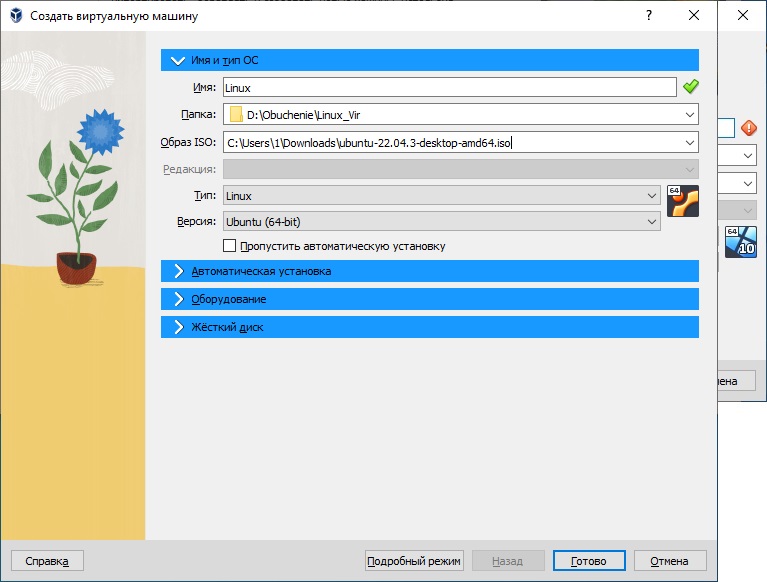 Создать виртуальную машину
?
Имя и тип ОС
Имя: Linux
Папка: D:\Obuchenie\Linux_Vir
Образ ISO: C:\Users\1\Downloads\ubuntu-22.04.3-desktop-amd64.iso
Редакция:
Тип: Linux
64
Версия: Ubuntu (64-bit)
64
10
Пропустить автоматическую установку
Автоматическая установка
Оборудование
Жёсткий диск
Справка
Подробный режим
Назад
Готово
Отмена